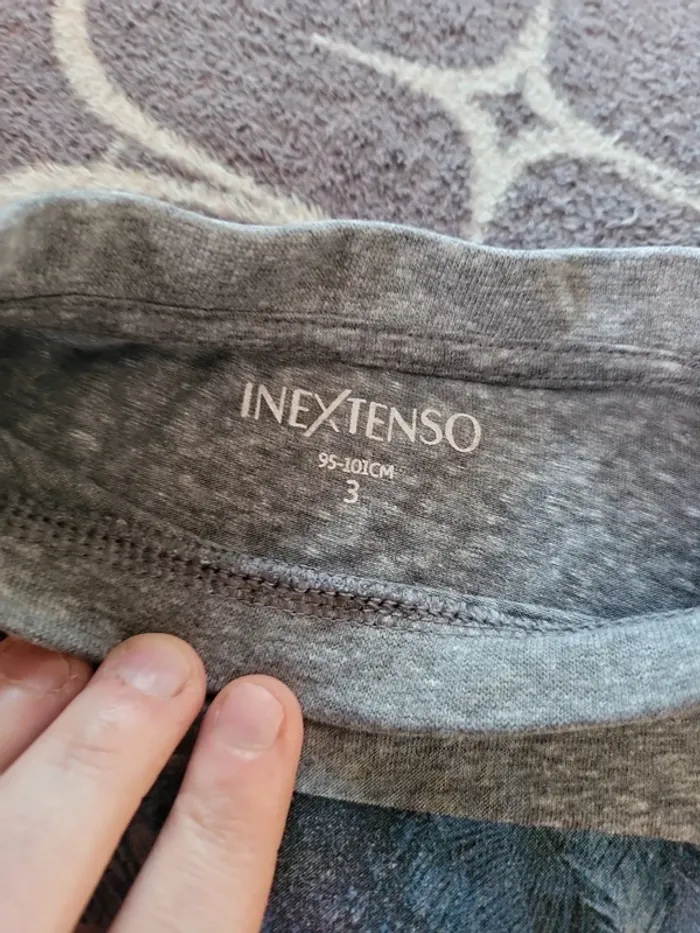 INEXTENSO
95-101CM
3